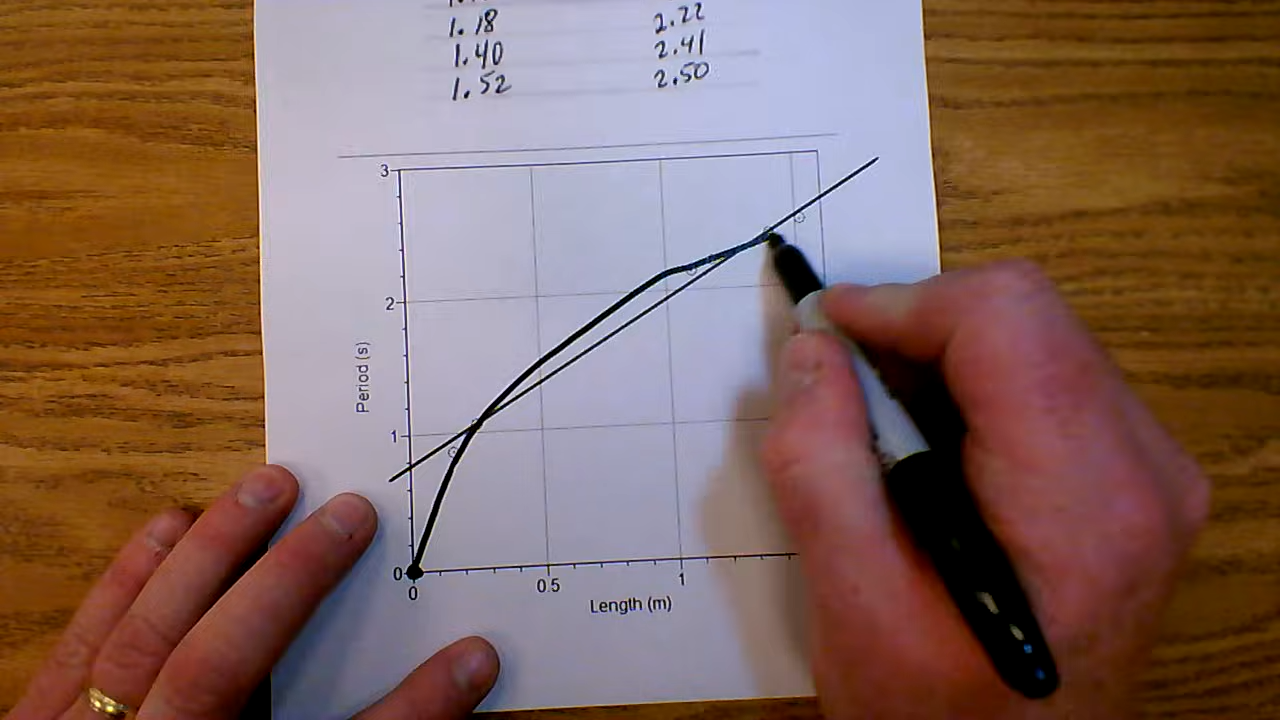 1.18 2.22
1.40 2.41
1.52 2.50
3
2
Period (s)
1
0
0 0.5 1
Length (m)